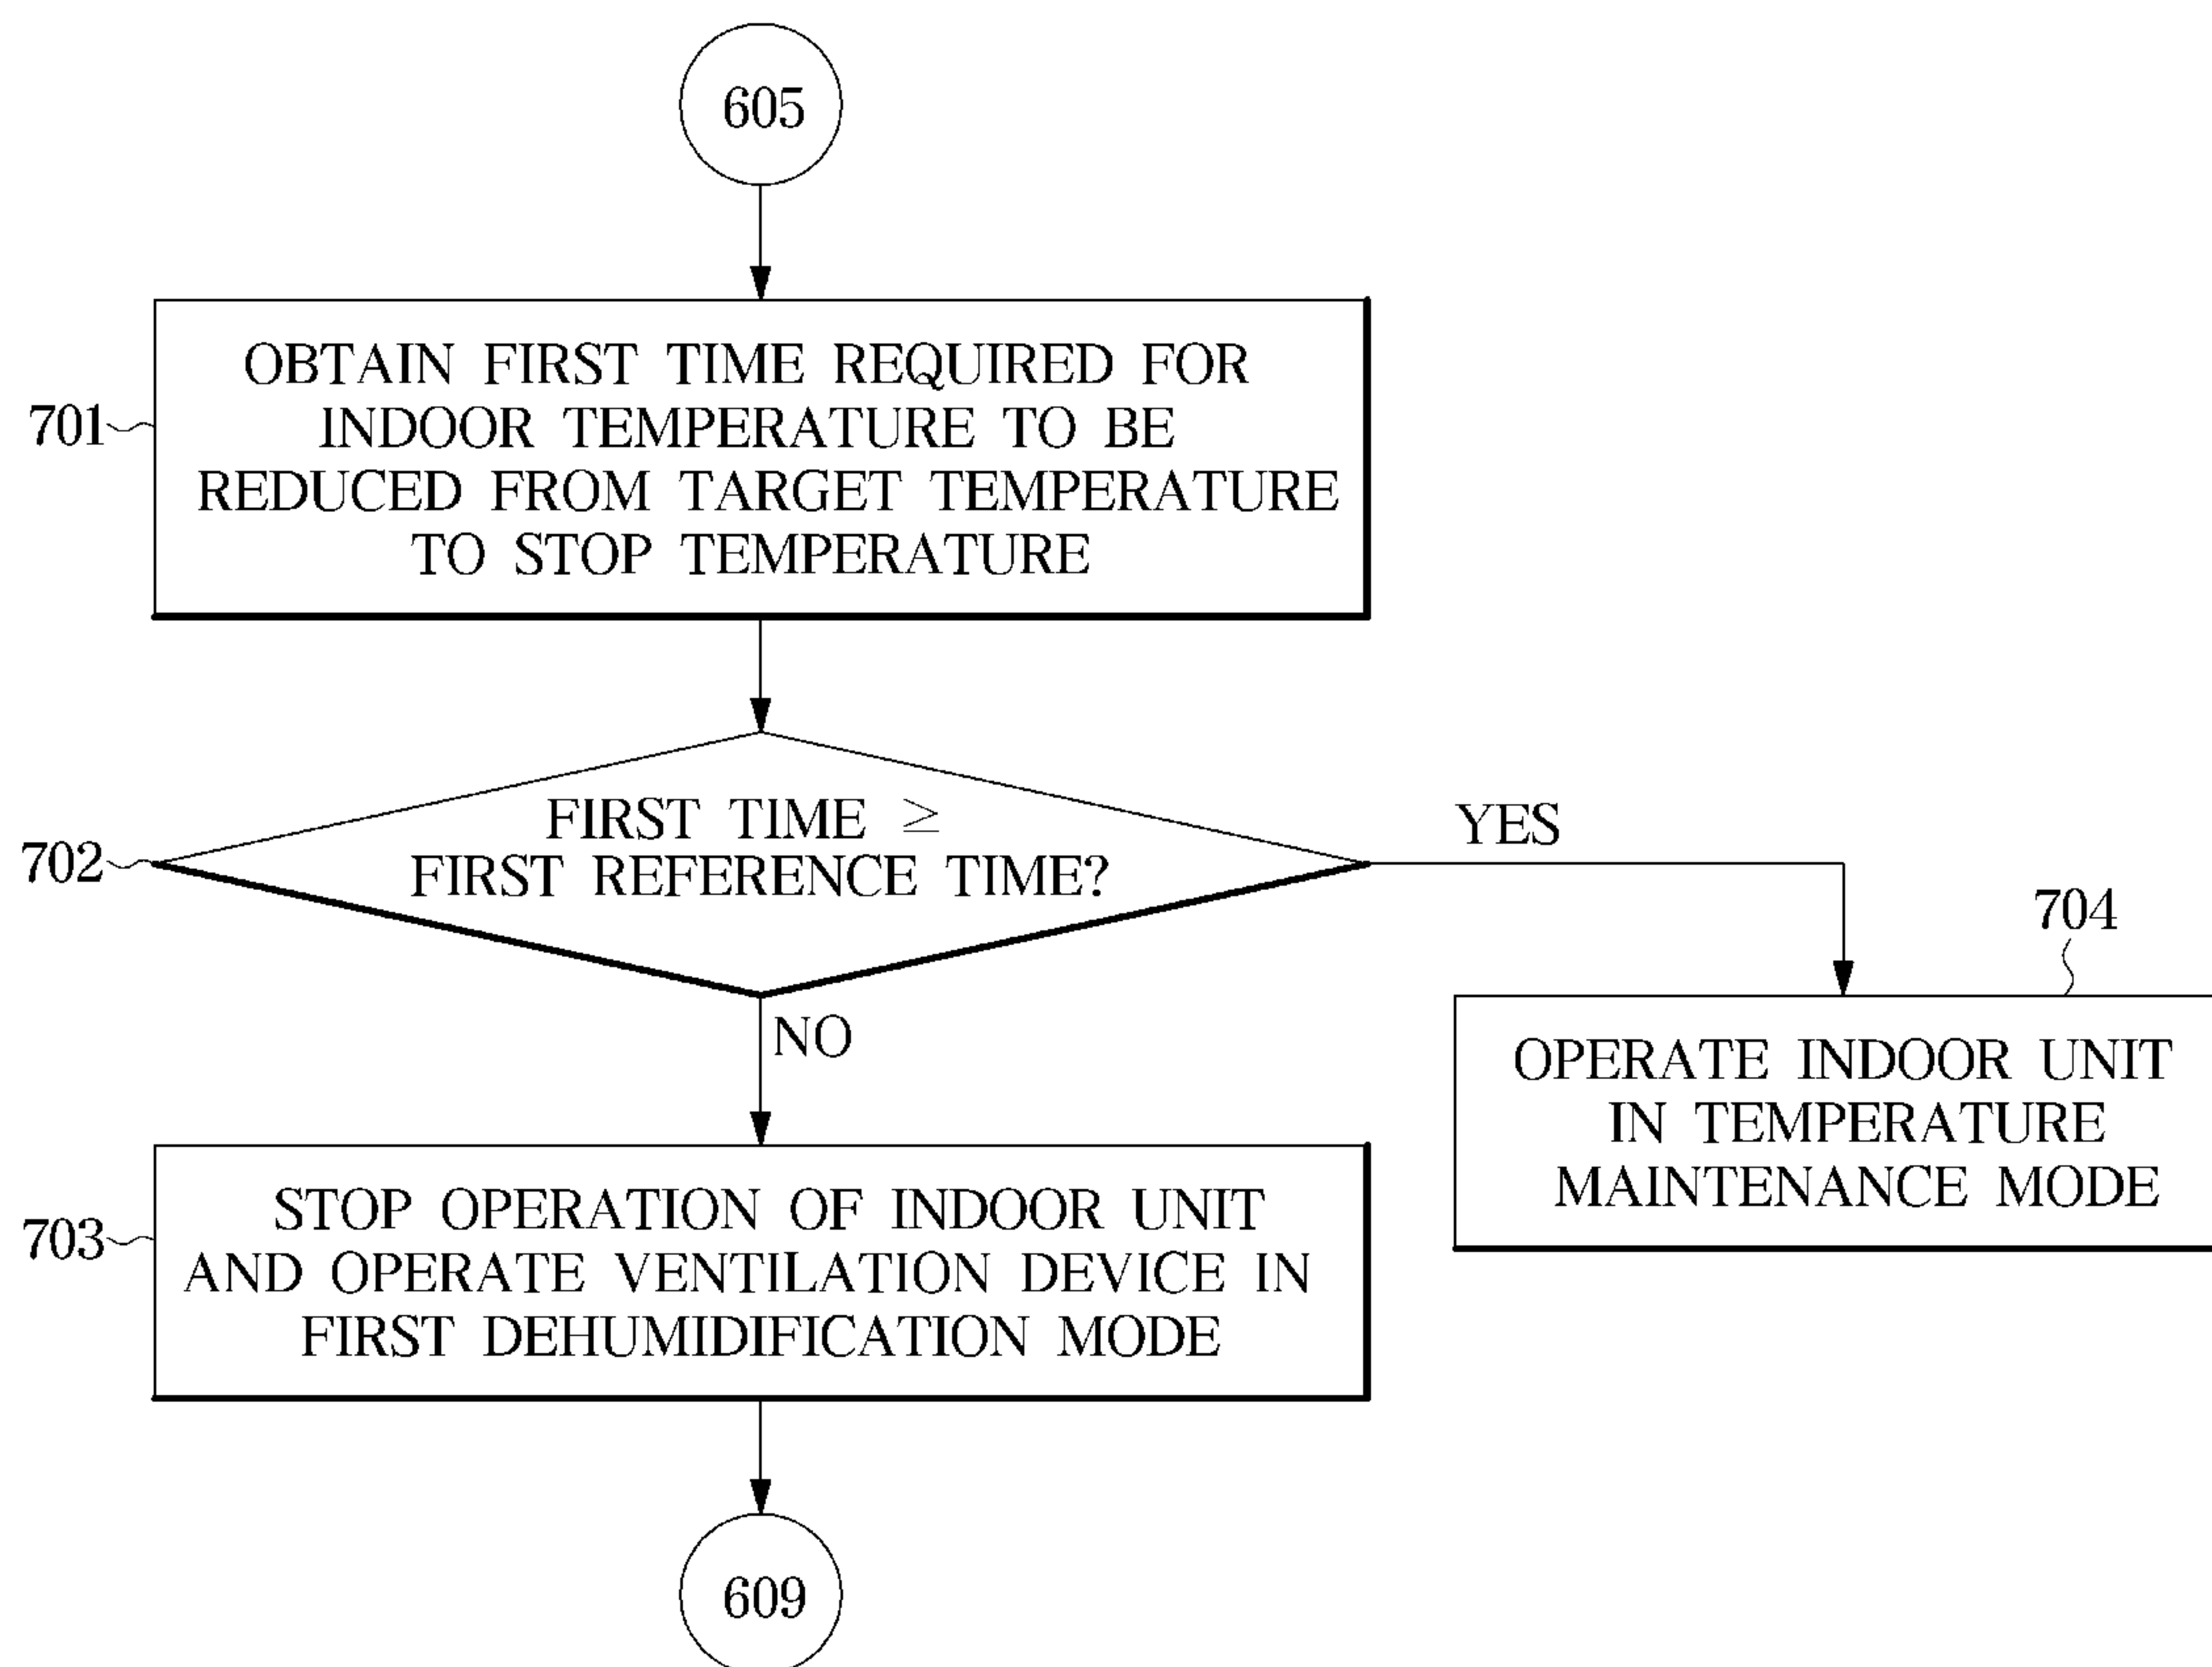 605
701
OBTAIN FIRST TIME REQUIRED FOR
INDOOR TEMPERATURE TO BE
REDUCED FROM TARGET TEMPERATURE
TO STOP TEMPERATURE
702
FIRST TIME ≥
FIRST REFERENCE TIME?
YES
NO
704
OPERATE INDOOR UNIT
IN TEMPERATURE
MAINTENANCE MODE
703
STOP OPERATION OF INDOOR UNIT
AND OPERATE VENTILATION DEVICE IN
FIRST DEHUMIDIFICATION MODE
609